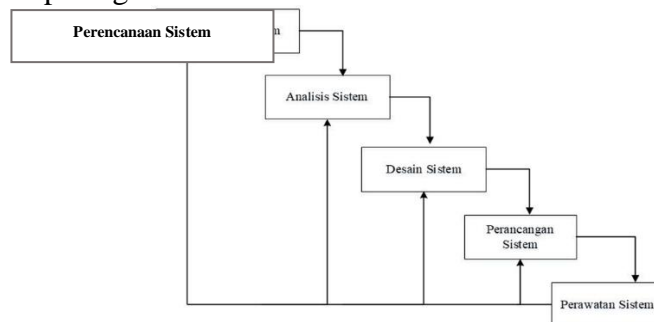 Perencanaan Sistem
Analisis Sistem
Desain Sistem
Perancangan
Sistem
Perawatan Sistem